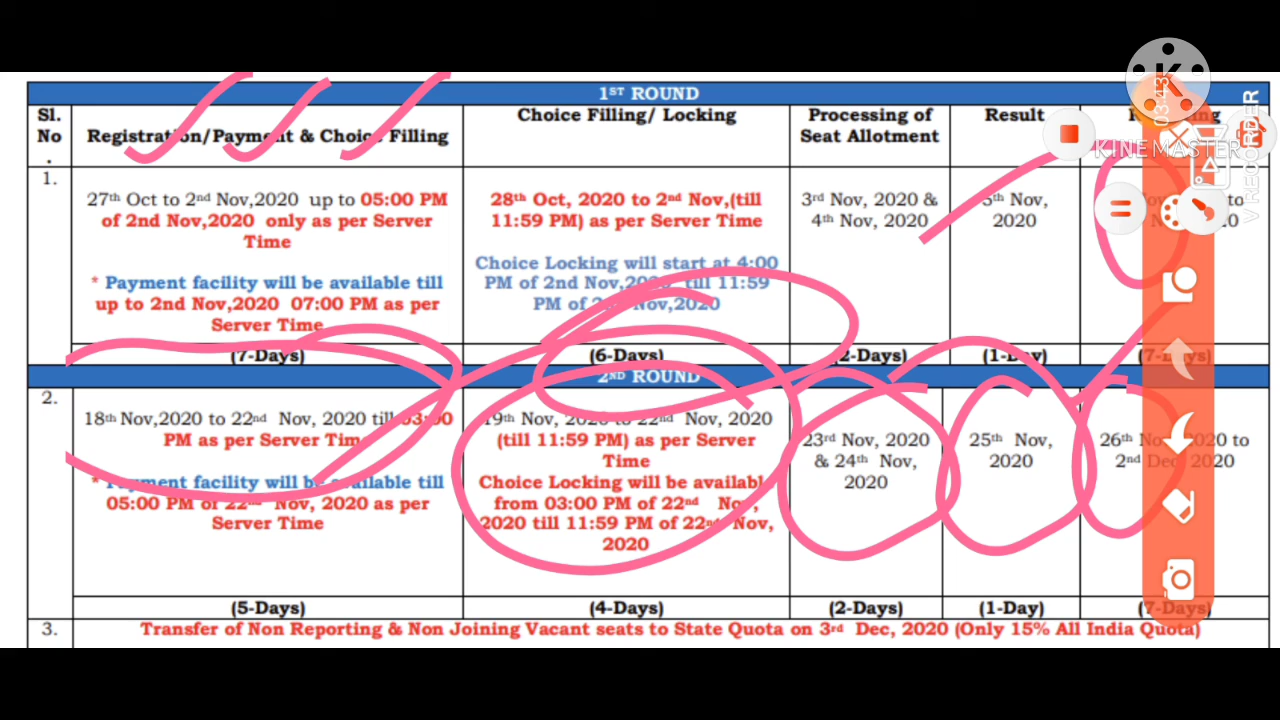 1ST ROUND
Sl. No . Registration/Payment & Choice Filling Choice Filling/ Locking Processing of Seat Allotment Result
1.
27th Oct to 2nd Nov,2020 up to 05:00 PM
of 2nd Nov,2020 only as per Server
Time
* Payment facility will be available till
up to 2nd Nov,2020 07:00 PM as per
Server Time
(7-Days)
28th Oct, 2020 to 2nd Nov,(till
11:59 PM) as per Server Time
Choice Locking will start at 4:00
PM of 2nd Nov,2020 till 11:59
PM of 2nd Nov,2020
(6-Days)
3rd Nov, 2020 &
4th Nov, 2020
(2-Days)
5th Nov,
2020
(1-Day)
to
(7-Days)
2ND ROUND
2.
18th Nov,2020 to 22nd Nov, 2020 till 03:00
PM as per Server Time
* Payment facility will be available till
05:00 PM of 22nd Nov, 2020 as per
Server Time
(5-Days)
19th Nov, 2020 to 22nd Nov, 2020
(till 11:59 PM) as per Server
Time
Choice Locking will be available
from 03:00 PM of 22nd Nov,
2020 till 11:59 PM of 22nd Nov,
2020
(4-Days)
23rd Nov, 2020
& 24th Nov,
2020
(2-Days)
25th Nov,
2020
(1-Day)
26th Nov, 2020 to
2nd Dec, 2020
(7-Days)
3. Transfer of Non Reporting & Non Joining Vacant seats to State Quota on 3rd Dec, 2020 (Only 15% All India Quota)
K
KINEMASTER
03:43
V RECORDER